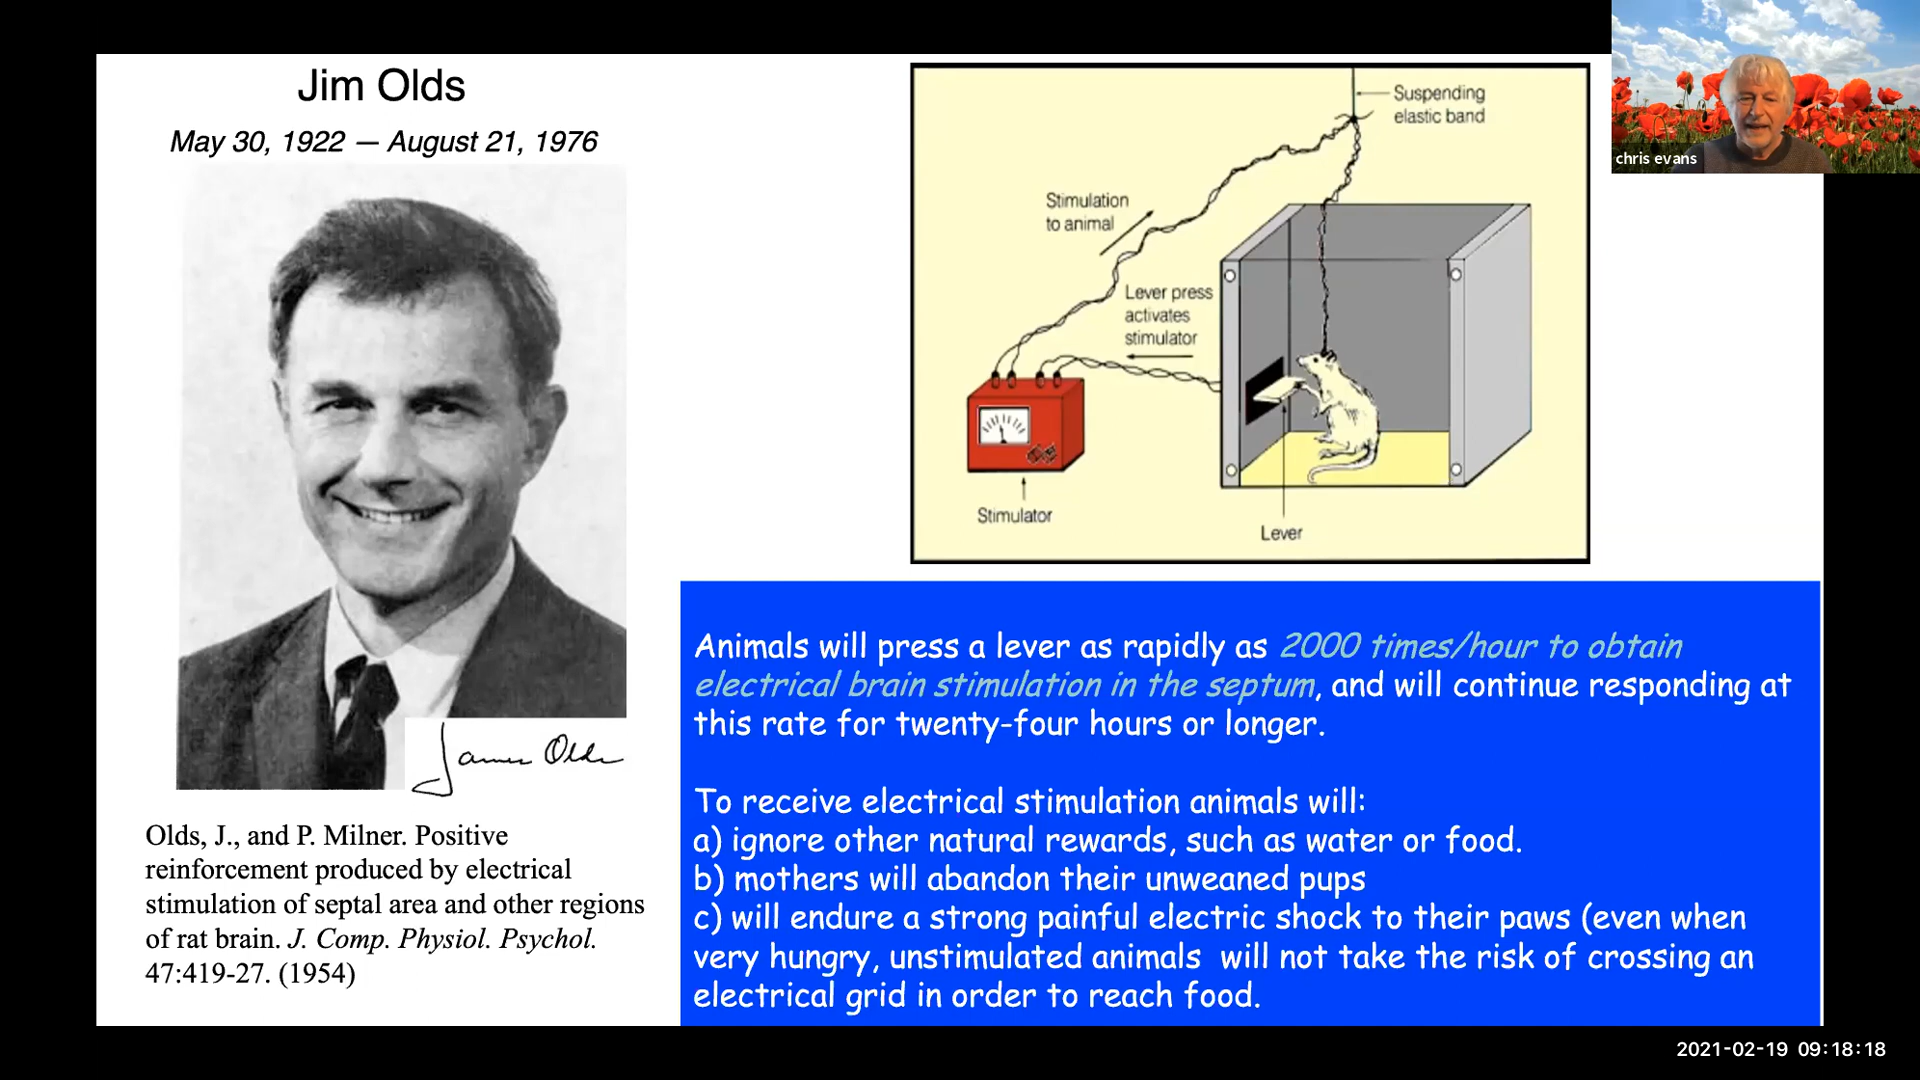 Jim Olds
May 30, 1922 — August 21, 1976
James Olds
Olds, J., and P. Milner. Positive
reinforcement produced by electrical
stimulation of septal area and other regions
of rat brain. J. Comp. Physiol. Psychol.
47:419-27. (1954)
Suspending
elastic band
Stimulation
to animal
Lever press
activates
stimulator
Stimulator
Lever
chris evans
Animals will press a lever as rapidly as 2000 times/hour to obtain
electrical brain stimulation in the septum, and will continue responding at
this rate for twenty-four hours or longer.
To receive electrical stimulation animals will:
a) ignore other natural rewards, such as water or food.
b) mothers will abandon their unweaned pups
c) will endure a strong painful electric shock to their paws (even when
very hungry, unstimulated animals  will not take the risk of crossing an
electrical grid in order to reach food.
2021-02-19 09:18:18